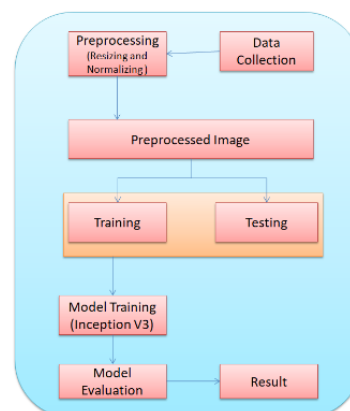 Preprocessing
(Resizing and
Normalizing)
Data
Collection
Preprocessed Image
Training
Testing
Model Training
(Inception V3)
Model
Evaluation
Result